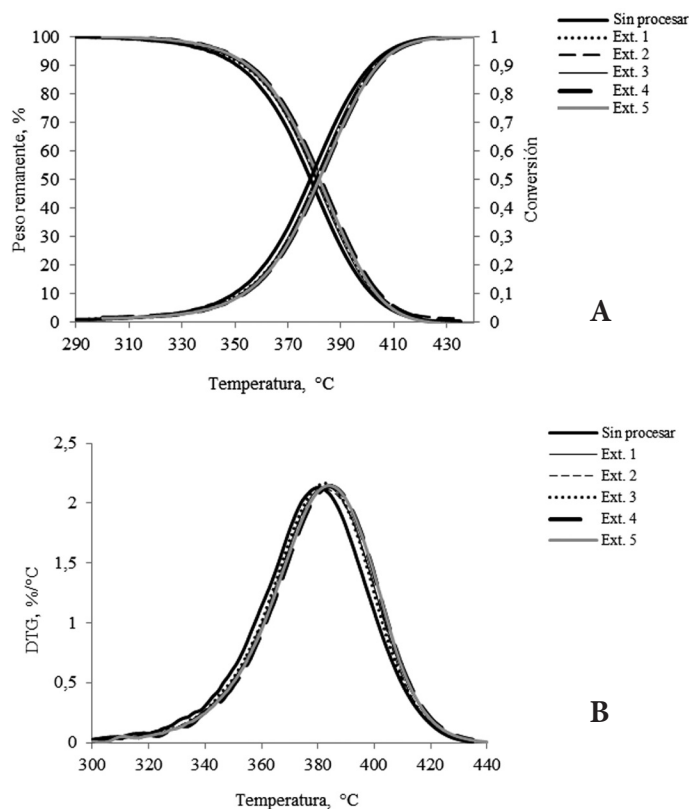 Sin procesar
Ext. 1
Ext. 2
Ext. 3
Ext. 4
Ext. 5
Peso remanente, %
100
90
80
70
60
50
40
30
20
10
0
1
0,9
0,8
0,7
0,6
0,5
0,4
0,3
0,2
0,1
0
Conversión
290 310 330 350 370 390 410 430
Temperatura, °C
A
Sin procesar
Ext. 1
Ext. 2
Ext. 3
Ext. 4
Ext. 5
DTG, %/°C
2,5
2
1,5
1
0,5
0
300 320 340 360 380 400 420 440
Temperatura, °C
B